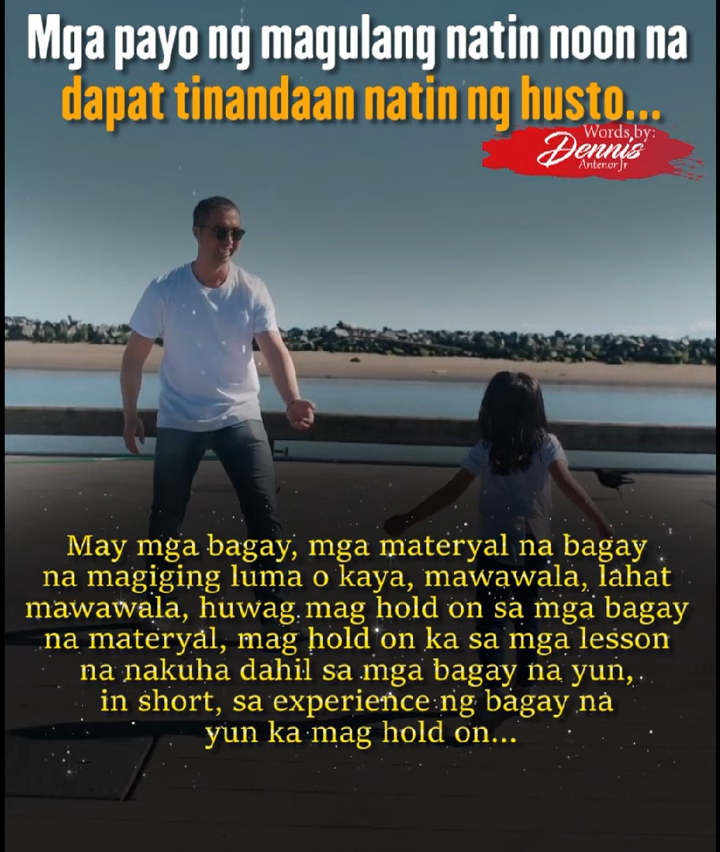 Mga payo ng magulang natin noon na
dapat tinandaan natin ng husto...
Words by:
Dennis
Antenor Jr
May mga bagay, mga materyal na bagay
na magiging luma o kaya, mawawala, lahat
mawawala, huwag mag hold on sa mga bagay
na materyal, mag hold on ka sa mga lesson
na nakuha dahil sa mga bagay na yun,
in short, sa experience ng bagay na
yun ka mag hold on...